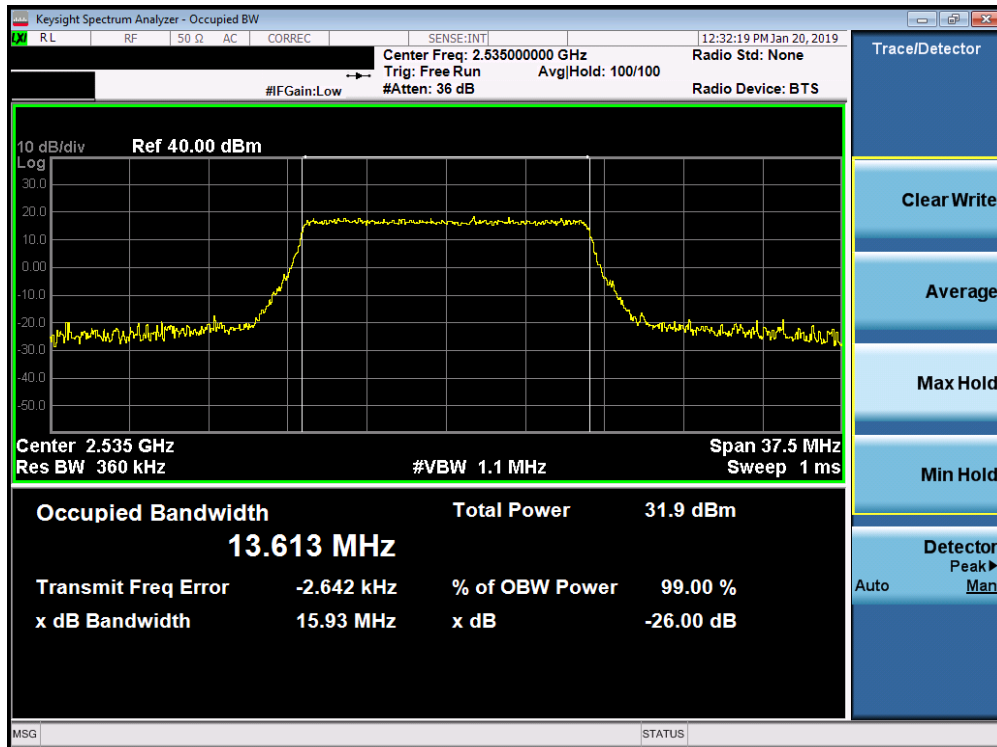 Keysight Spectrum Analyzer - Occupied BW
LXI RL RF 50 Ω AC CORREC SENSE:INT 12:32:19 PM Jan 20, 2019
Center Freq: 2.535000000 GHz Radio Std: None
Trig: Free Run Avg|Hold: 100/100
#IFGain:Low #Atten: 36 dB Radio Device: BTS
Trace/Detector
10 dB/div Ref 40.00 dBm
Log
30.0
20.0
10.0
0.00
-10.0
-20.0
-30.0
-40.0
-50.0
Center 2.535 GHz Span 37.5 MHz
Res BW 360 kHz #VBW 1.1 MHz Sweep 1 ms
Occupied Bandwidth Total Power 31.9 dBm
13.613 MHz
Transmit Freq Error -2.642 kHz % of OBW Power 99.00 %
x dB Bandwidth 15.93 MHz x dB -26.00 dB
Clear Write
Average
Max Hold
Min Hold
Detector
Peak▶
Auto Man
MSG STATUS